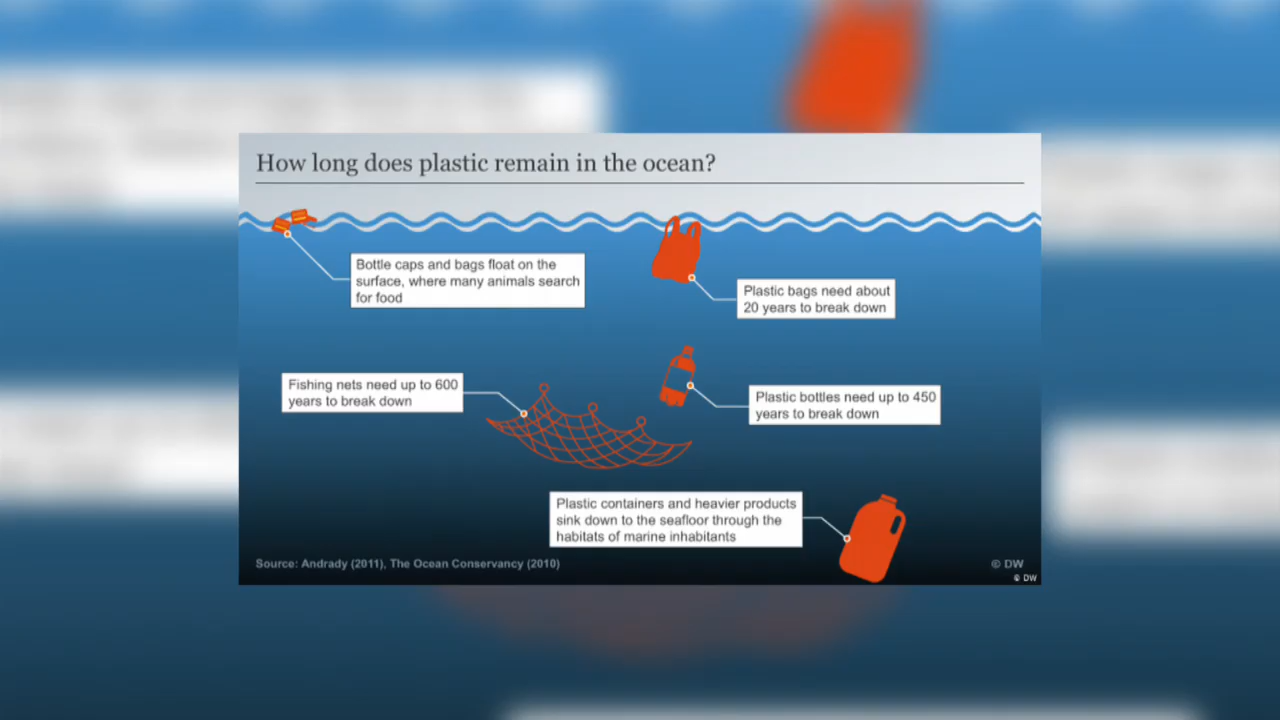 How long does plastic remain in the ocean?
Bottle caps and bags float on the
surface, where many animals search
for food
Plastic bags need about
20 years to break down
Fishing nets need up to 600
years to break down
Plastic bottles need up to 450
years to break down
Plastic containers and heavier products
sink down to the seafloor through the
habitats of marine inhabitants
Source: Andrady (2011), The Ocean Conservancy (2010)
© DW
© DW